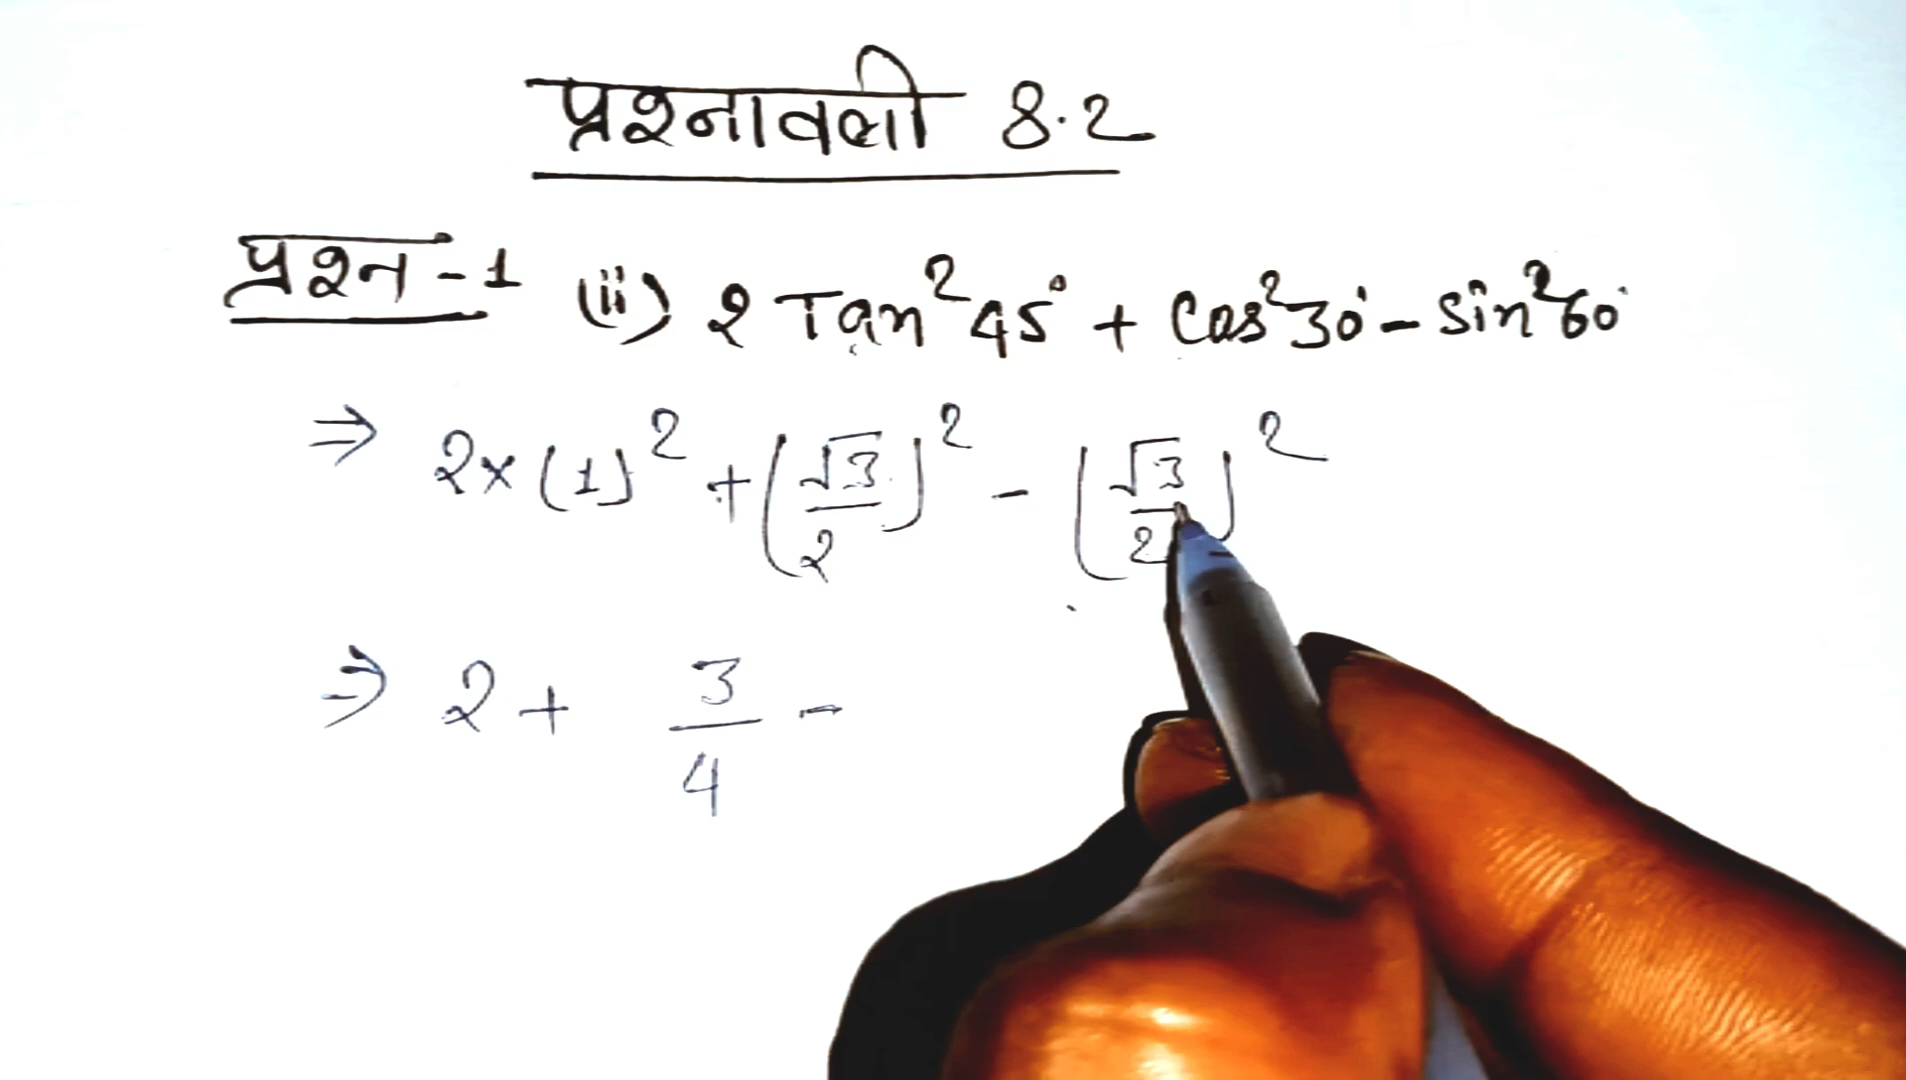 प्रश्नावली 8.2
प्रश्न-1 (ii) 2 Tan²45° + Cos²30° - Sin²60°
⇒ 2×(1)² + (√3/2)² - (√3/2)²
⇒ 2 + 3/4 -